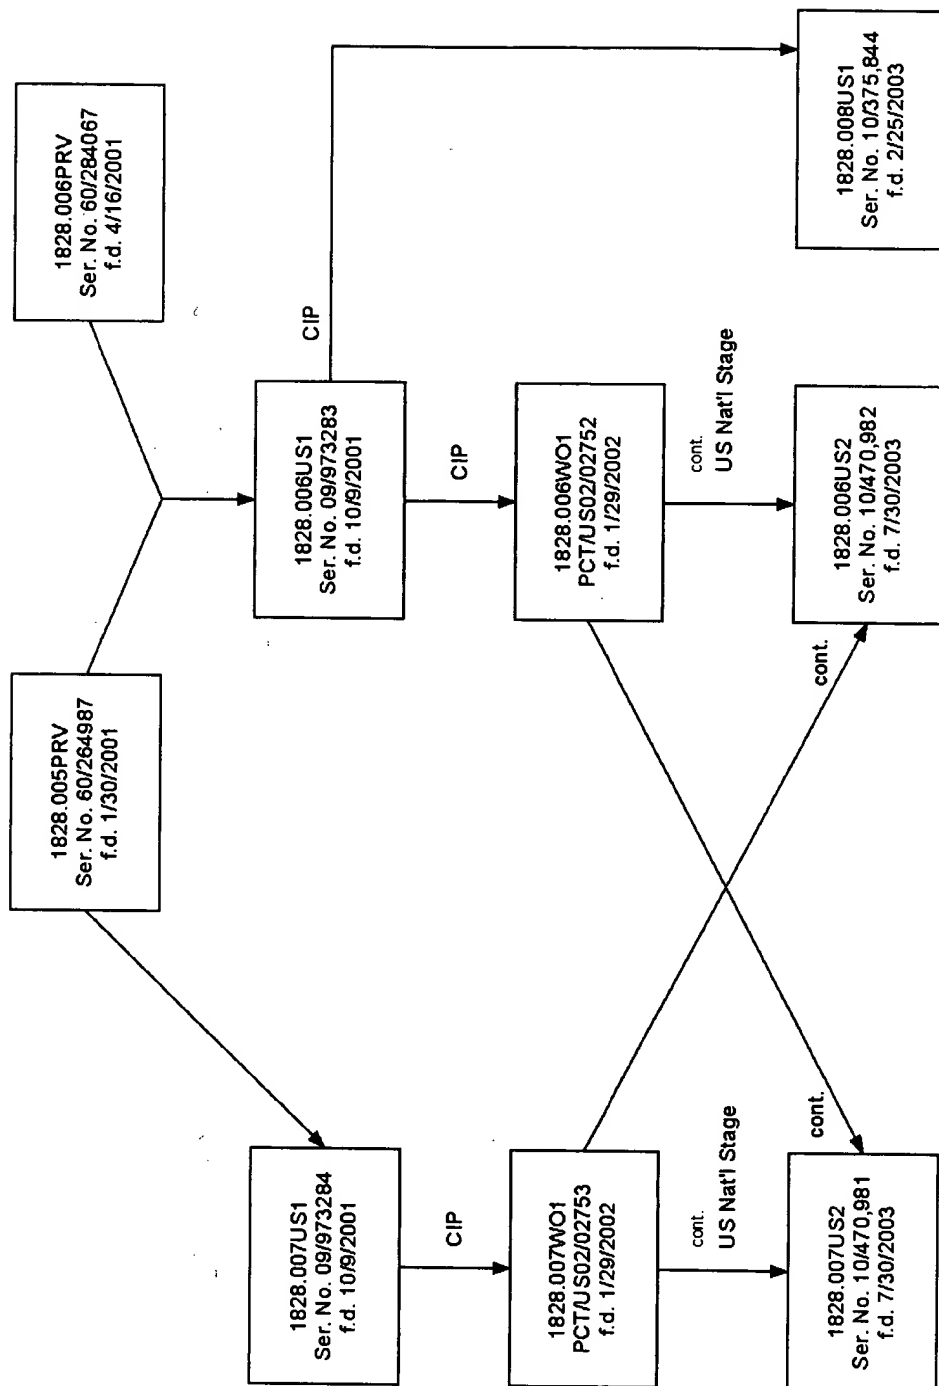 1828.005PRV
Ser. No. 60/264987
f.d. 1/30/2001
1828.006PRV
Ser. No. 60/284067
f.d. 4/16/2001
1828.007US1
Ser. No. 09/973284
f.d. 10/9/2001
1828.006US1
Ser. No. 09/973283
f.d. 10/9/2001
CIP
CIP
CIP
1828.007WO1
PCT/US02/02753
f.d. 1/29/2002
1828.006WO1
PCT/US02/02752
f.d. 1/29/2002
cont.
US Nat'l Stage
cont.
cont.
cont.
US Nat'l Stage
1828.007US2
Ser. No. 10/470,981
f.d. 7/30/2003
1828.006US2
Ser. No. 10/470,982
f.d. 7/30/2003
1828.008US1
Ser. No. 10/375,844
f.d. 2/25/2003